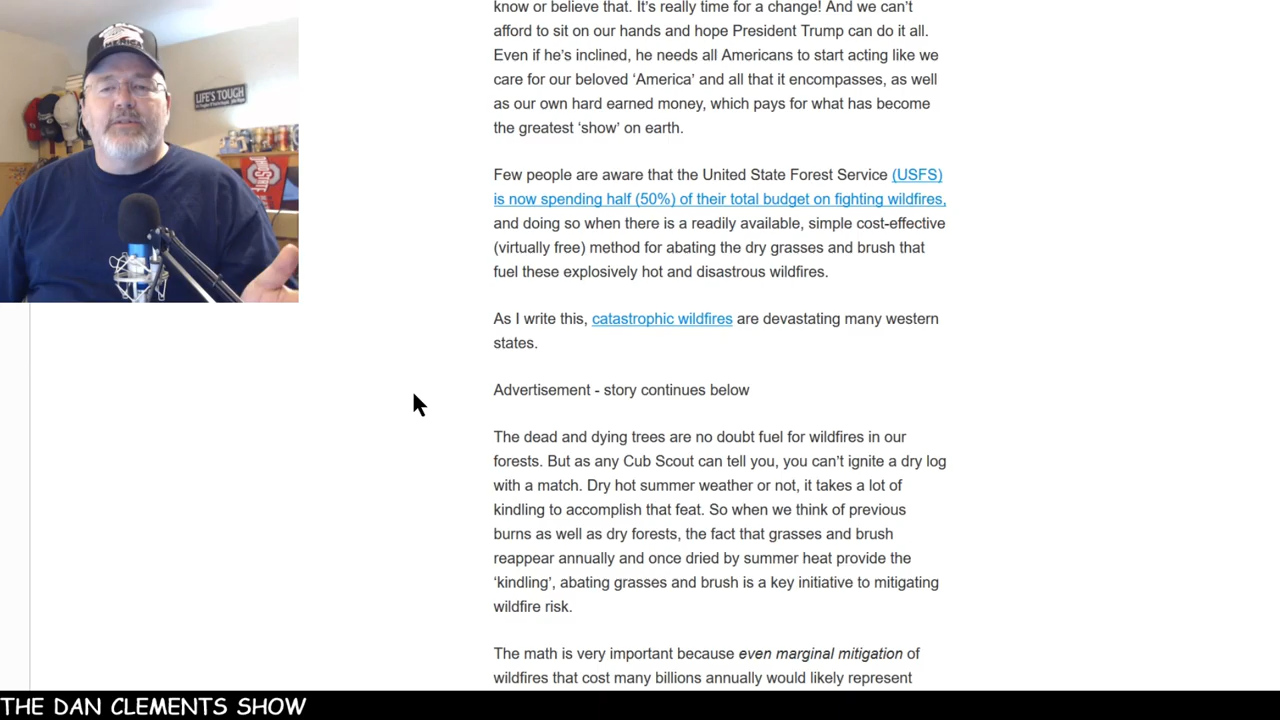 know or believe that. It's really time for a change! And we can't
afford to sit on our hands and hope President Trump can do it all.
Even if he's inclined, he needs all Americans to start acting like we
care for our beloved 'America' and all that it encompasses, as well
as our own hard earned money, which pays for what has become
the greatest 'show' on earth.
LIFE'S TOUGH
Few people are aware that the United State Forest Service (USFS)
is now spending half (50%) of their total budget on fighting wildfires,
and doing so when there is a readily available, simple cost-effective
(virtually free) method for abating the dry grasses and brush that
fuel these explosively hot and disastrous wildfires.
As I write this, catastrophic wildfires are devastating many western
states.
Advertisement - story continues below
The dead and dying trees are no doubt fuel for wildfires in our
forests. But as any Cub Scout can tell you, you can't ignite a dry log
with a match. Dry hot summer weather or not, it takes a lot of
kindling to accomplish that feat. So when we think of previous
burns as well as dry forests, the fact that grasses and brush
reappear annually and once dried by summer heat provide the
'kindling', abating grasses and brush is a key initiative to mitigating
wildfire risk.
The math is very important because even marginal mitigation of
wildfires that cost many billions annually would likely represent
THE DAN CLEMENTS SHOW